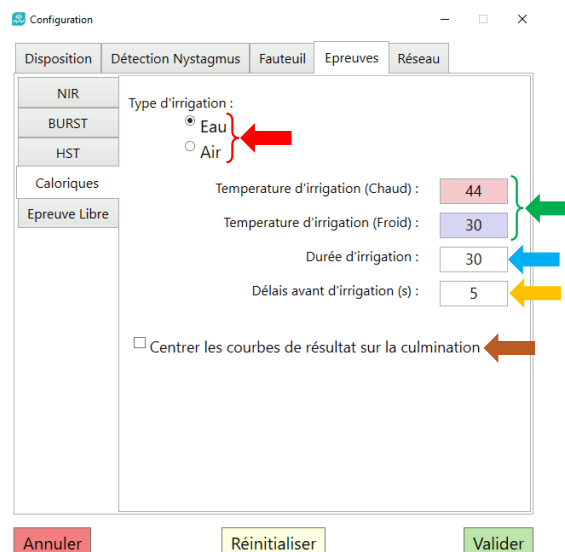 Configuration
Disposition Détection Nystagmus Fauteuil Epreuves Réseau
NIR
BURST
HST
Caloriques
Epreuve Libre
Type d'irrigation :
Eau
Air
Temperature d'irrigation (Chaud) : 44
Temperature d'irrigation (Froid) : 30
Durée d'irrigation : 30
Délais avant d'irrigation (s) : 5
Centrer les courbes de résultat sur la culmination
Annuler Réinitialiser Valider